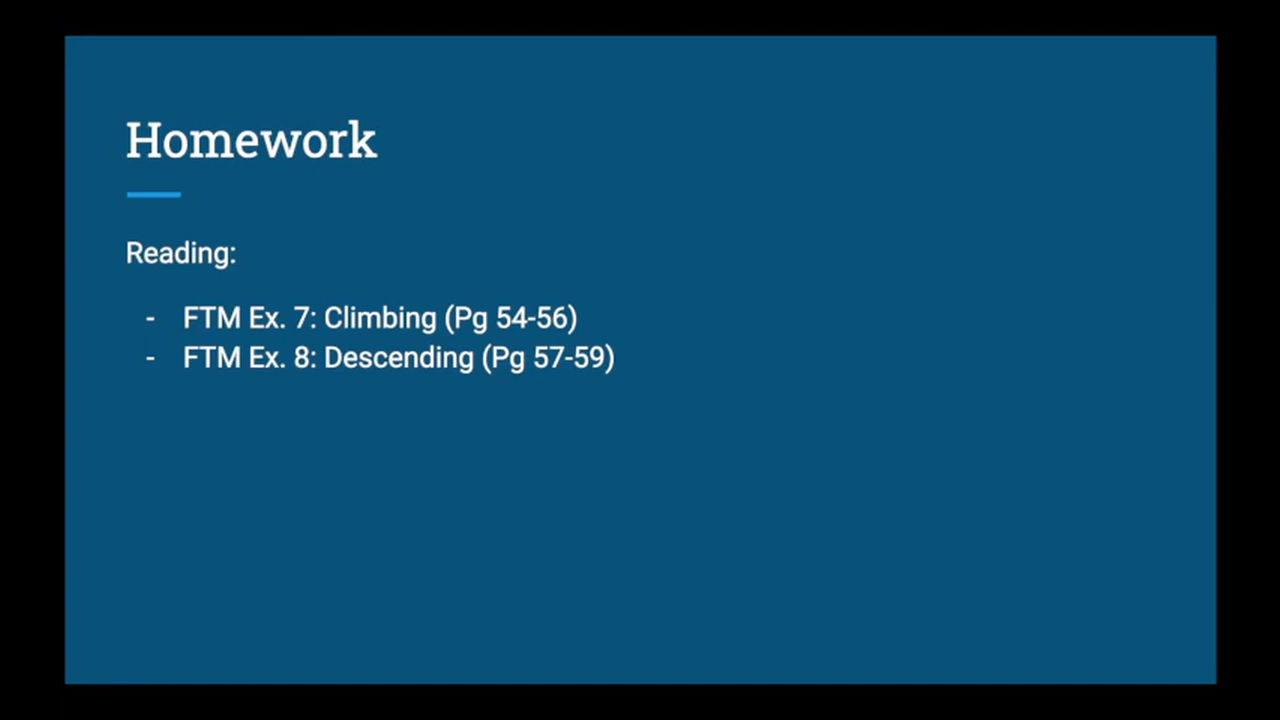 Homework
Reading:
- FTM Ex. 7: Climbing (Pg 54-56)
- FTM Ex. 8: Descending (Pg 57-59)